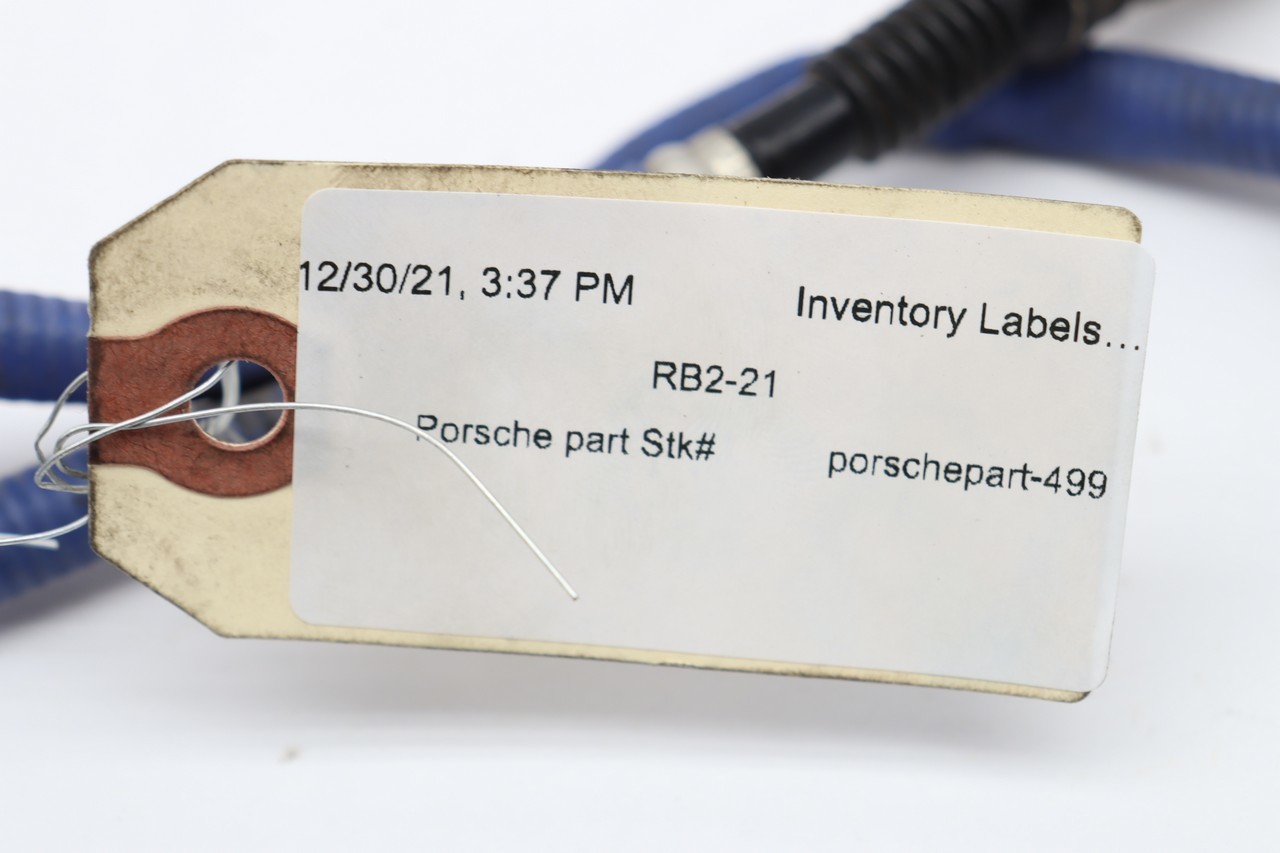 12/30/21, 3:37 PM Inventory Labels...
RB2-21
Porsche part Stk# porschepart-499